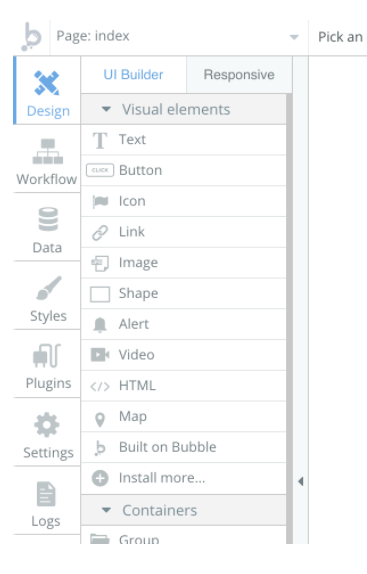 Page: index
Pick an
UI Builder
Responsive
Design
Visual elements
Text
CLICK Button
Icon
Workflow
Link
Image
Data
Shape
Styles
Alert
Video
Plugins
</> HTML
Map
Settings
Built on Bubble
Install more...
Logs
Containers
Group